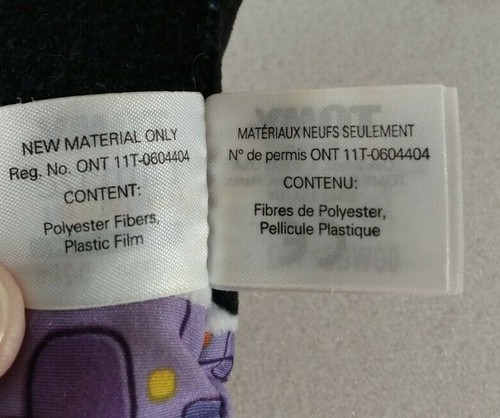 NEW MATERIAL ONLY
Reg. No. ONT 11T-0604404
CONTENT:
Polyester Fibers,
Plastic Film
MATÉRIAUX NEUFS SEULEMENT
N° de permis ONT 11T-0604404
CONTENU:
Fibres de Polyester,
Pellicule Plastique